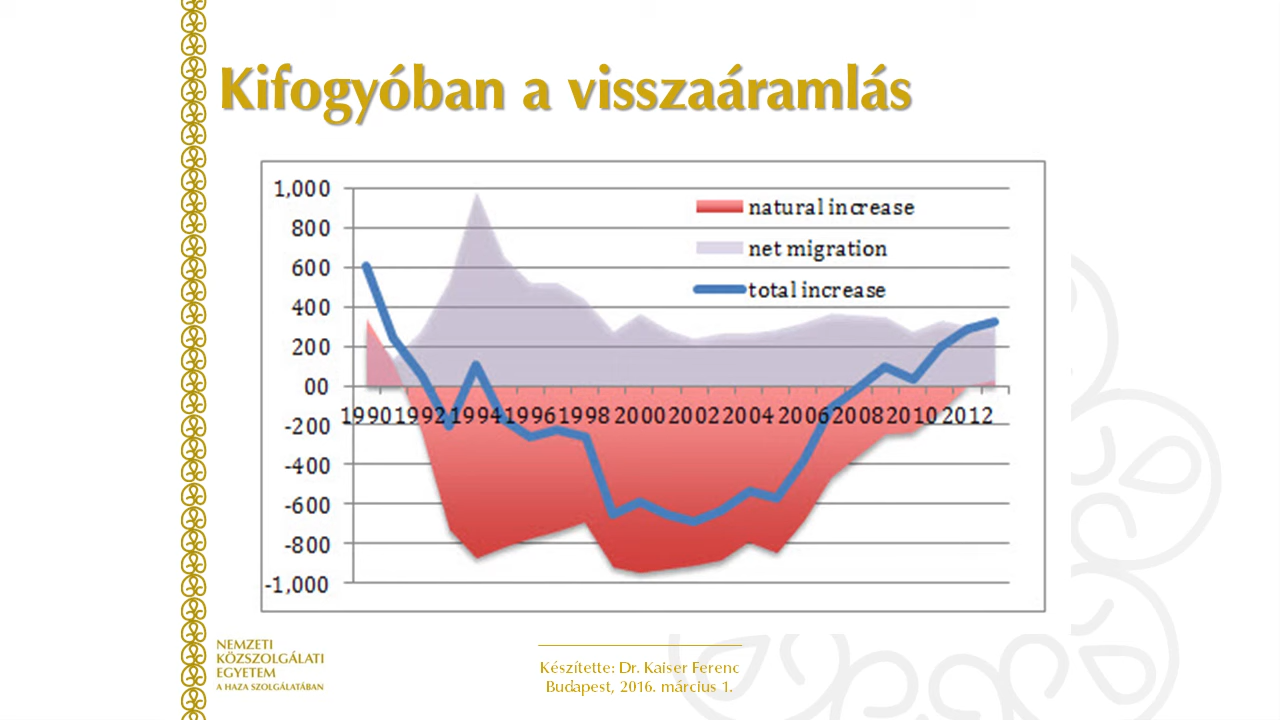 Kifogyóban a visszaáramlás
1,000
800
600
400
200
00
-200
-400
-600
-800
-1,000
natural increase
net migration
total increase
1990 1992 1994 1996 1998 2000 2002 2004 2006 2008 2010 2012
NEMZETI
KÖZSZOLGÁLATI
EGYETEM
A HAZA SZOLGÁLATÁBAN
Készítette: Dr. Kaiser Ferenc
Budapest, 2016. március 1.